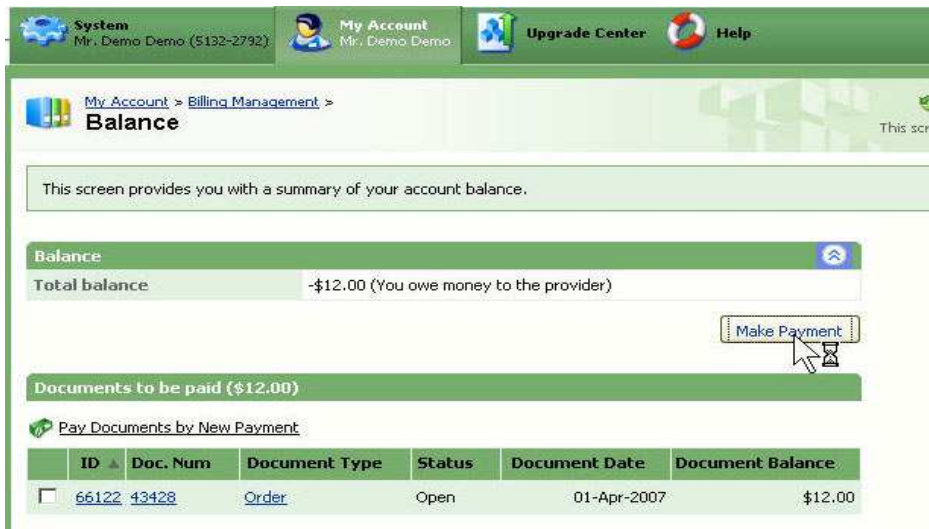 System
Mr. Demo Demo (5132-2792)
My Account
Mr. Demo Demo
Upgrade Center
Help
My Account > Billing Management >
Balance
This scr
This screen provides you with a summary of your account balance.
Balance
Total balance -$12.00 (You owe money to the provider)
Make Payment
Documents to be paid ($12.00)
Pay Documents by New Payment
ID Doc. Num Document Type Status Document Date Document Balance
66122 43428 Order Open 01-Apr-2007 $12.00